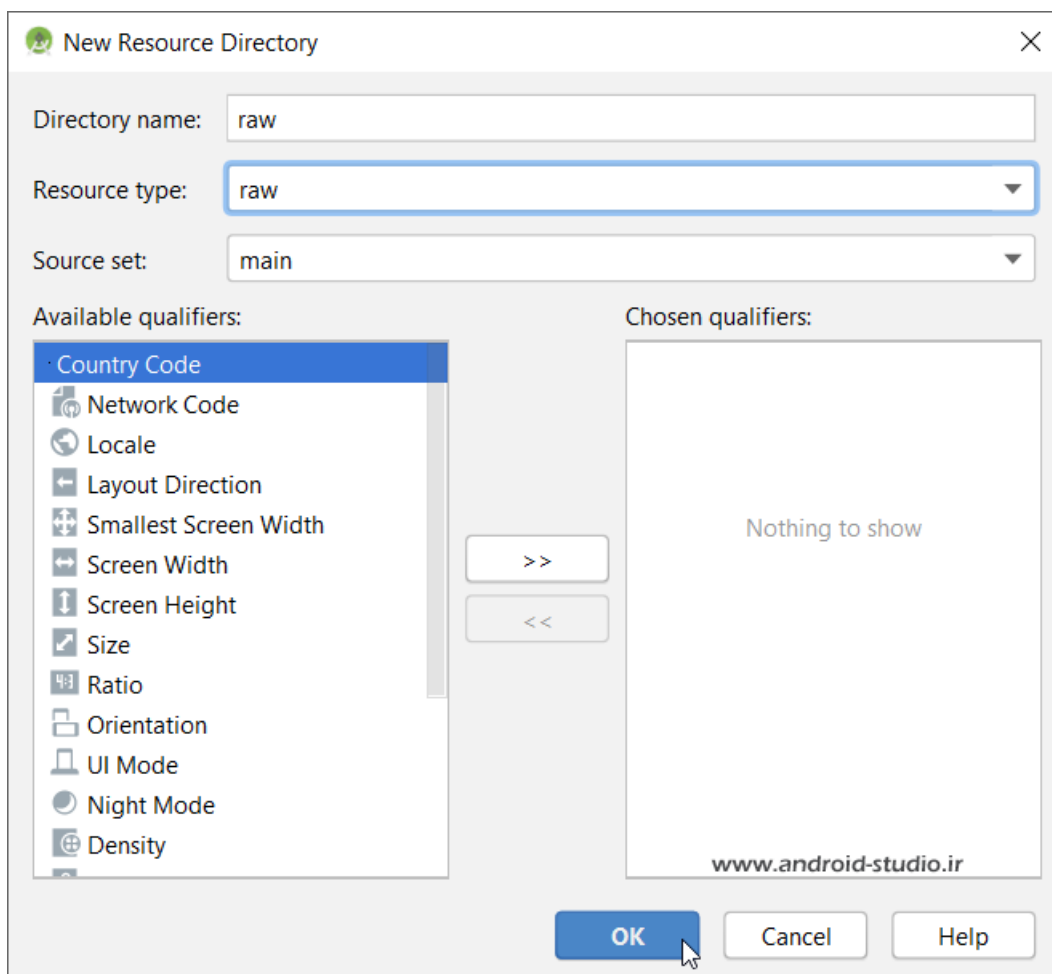 New Resource Directory
Directory name: raw
Resource type: raw
Source set: main
Available qualifiers:
Country Code
Network Code
Locale
Layout Direction
Smallest Screen Width
Screen Width
Screen Height
Size
Ratio
Orientation
UI Mode
Night Mode
Density
>>
<<
Chosen qualifiers:
Nothing to show
www.android-studio.ir
OK Cancel Help